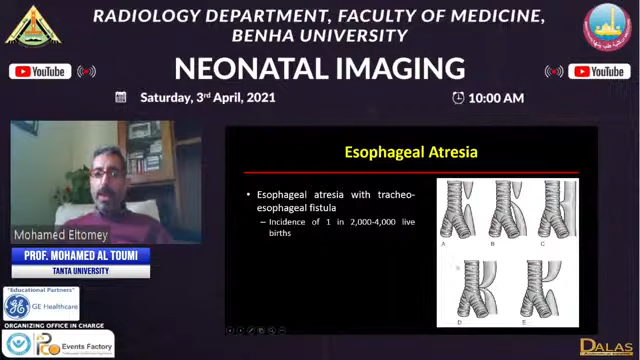 RADIOLOGY DEPARTMENT, FACULTY OF MEDICINE,
BENHA UNIVERSITY
YouTube
NEONATAL IMAGING
YouTube
Saturday, 3rd April, 2021
10:00 AM
Esophageal Atresia
• Esophageal atresia with tracheo-
esophageal fistula
– Incidence of 1 in 2,000-4,000 live
births
A
B
C
D
E
Mohamed Eltomey
PROF. MOHAMED AL TOUMI
TANTA UNIVERSITY
"Educational Partners"
GE Healthcare
ORGANIZING OFFICE IN CHARGE
Events Factory
DALAS